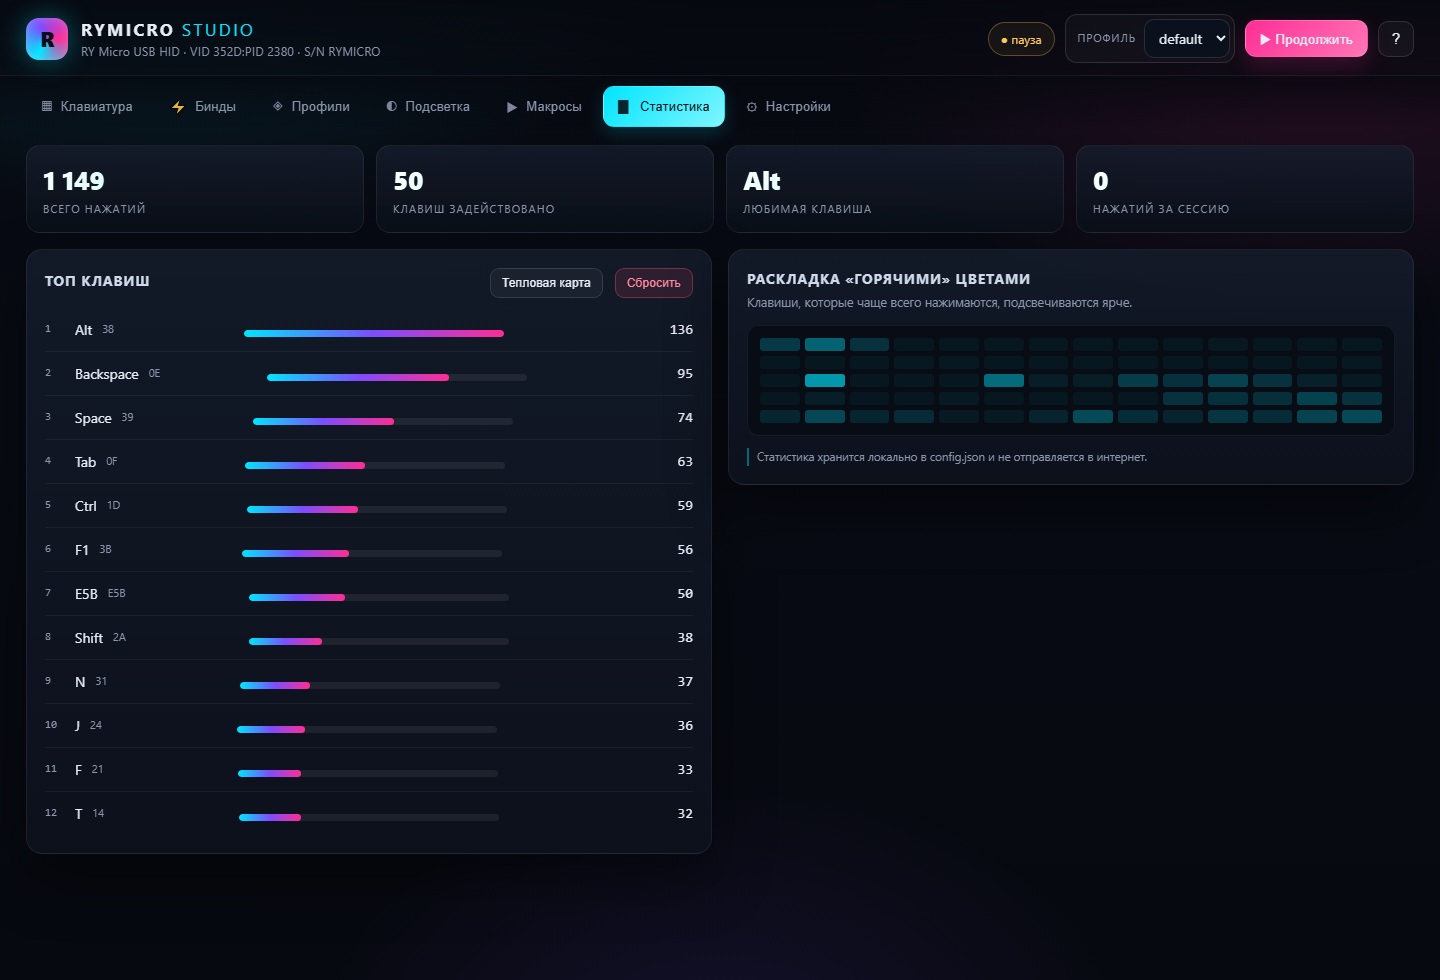 R
RYMICRO STUDIO
RY Micro USB HID · VID 352D:PID 2380 · S/N RYMICRO
● пауза
ПРОФИЛЬ default
▶ Продолжить
?
Клавиатура
Бинды
Профили
Подсветка
Макросы
Статистика
Настройки
1 149
ВСЕГО НАЖАТИЙ
50
КЛАВИШ ЗАДЕЙСТВОВАНО
Alt
ЛЮБИМАЯ КЛАВИША
0
НАЖАТИЙ ЗА СЕССИЮ
ТОП КЛАВИШ
Тепловая карта
Сбросить
1 Alt 38 136
2 Backspace 0E 95
3 Space 39 74
4 Tab 0F 63
5 Ctrl 1D 59
6 F1 3B 56
7 E5B E5B 50
8 Shift 2A 38
9 N 31 37
10 J 24 36
11 F 21 33
12 T 14 32
РАСКЛАДКА «ГОРЯЧИМИ» ЦВЕТАМИ
Клавиши, которые чаще всего нажимаются, подсвечиваются ярче.
Статистика хранится локально в config.json и не отправляется в интернет.